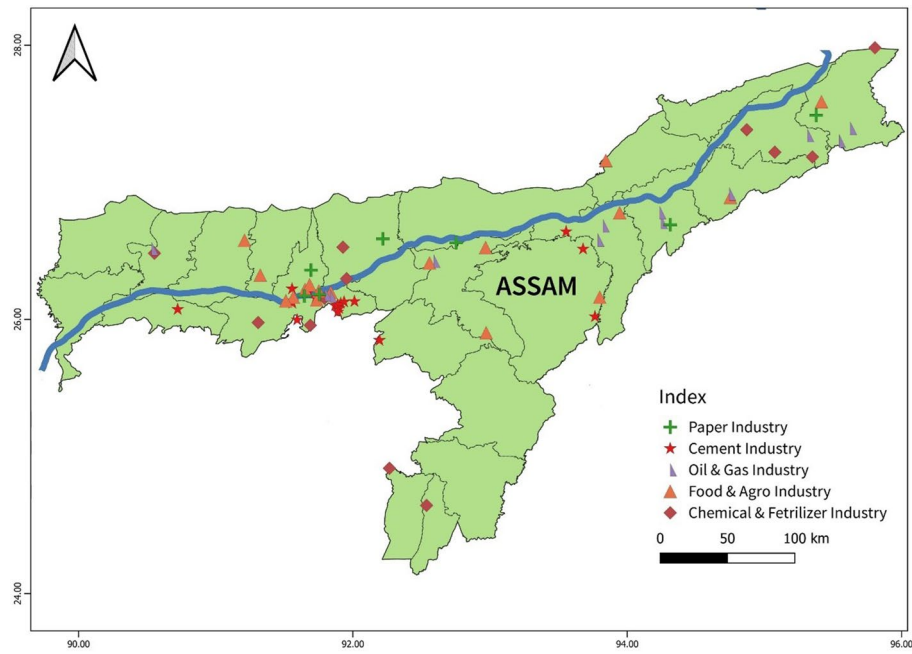 28.00
26.00
24.00
ASSAM
Index
Paper Industry
Cement Industry
Oil & Gas Industry
Food & Agro Industry
Chemical & Fetrilizer Industry
0 50 100 km
90.00 92.00 94.00 96.00